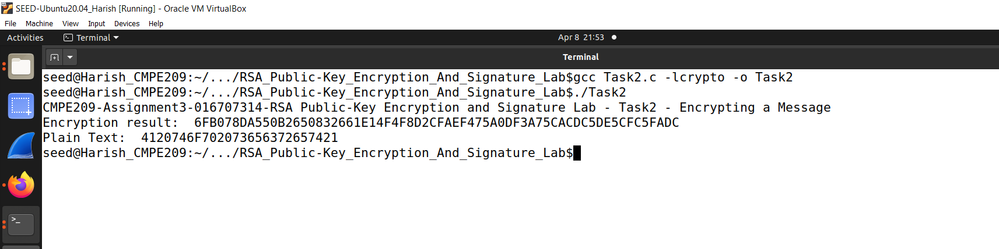 SEED-Ubuntu20.04_Harish [Running] - Oracle VM VirtualBox
File Machine View Input Devices Help
Activities Terminal Apr 8 21:53
Terminal
seed@Harish_CMPE209:~/.../RSA_Public-Key_Encryption_And_Signature_Lab$gcc Task2.c -lcrypto -o Task2
seed@Harish_CMPE209:~/.../RSA_Public-Key_Encryption_And_Signature_Lab$./Task2
CMPE209-Assignment3-016707314-RSA Public-Key Encryption and Signature Lab - Task2 - Encrypting a Message
Encryption result:  6FB078DA550B2650832661E14F4F8D2CFAEF475A0DF3A75CACDC5DE5CFC5FADC
Plain Text:  4120746F702073656372657421
seed@Harish_CMPE209:~/.../RSA_Public-Key_Encryption_And_Signature_Lab$
>_